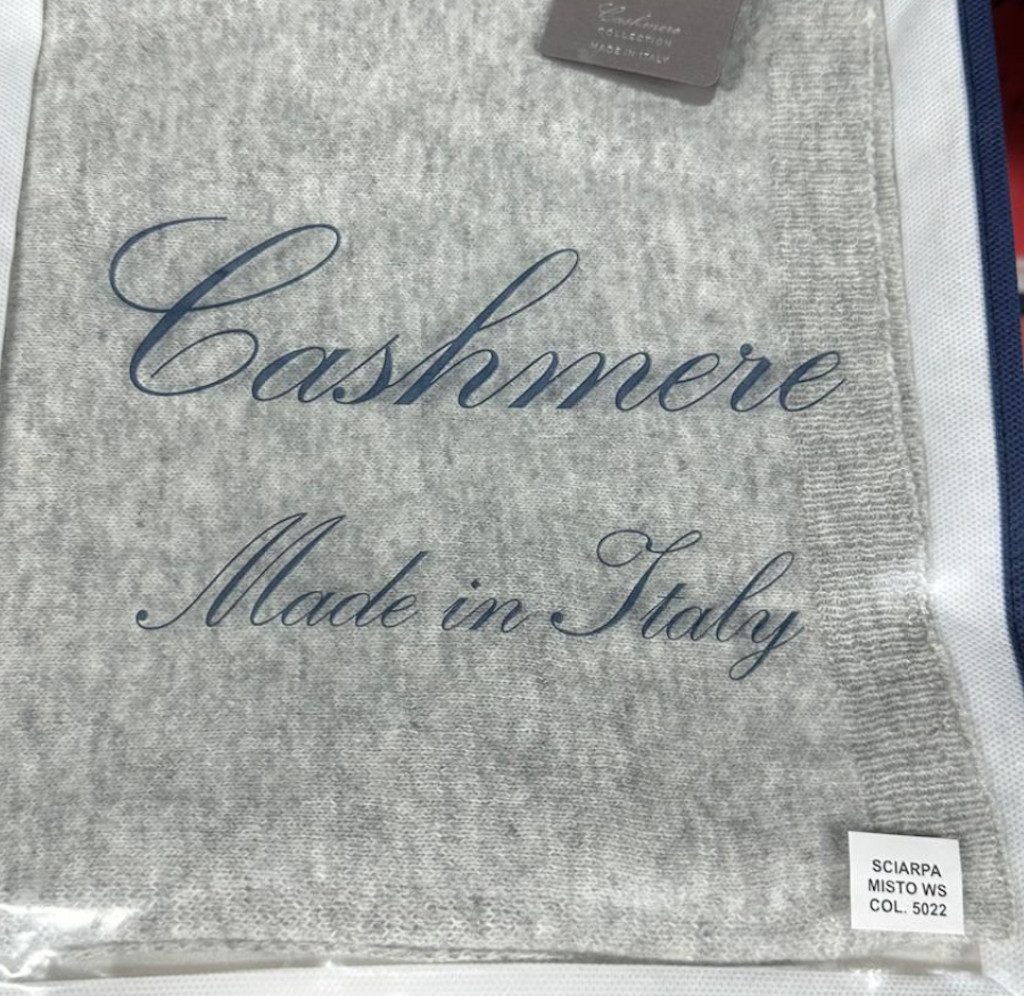 Cashmere
COLLECTION
MADE IN ITALY
Cashmere
Made in Italy
SCIARPA
MISTO WS
COL. 5022